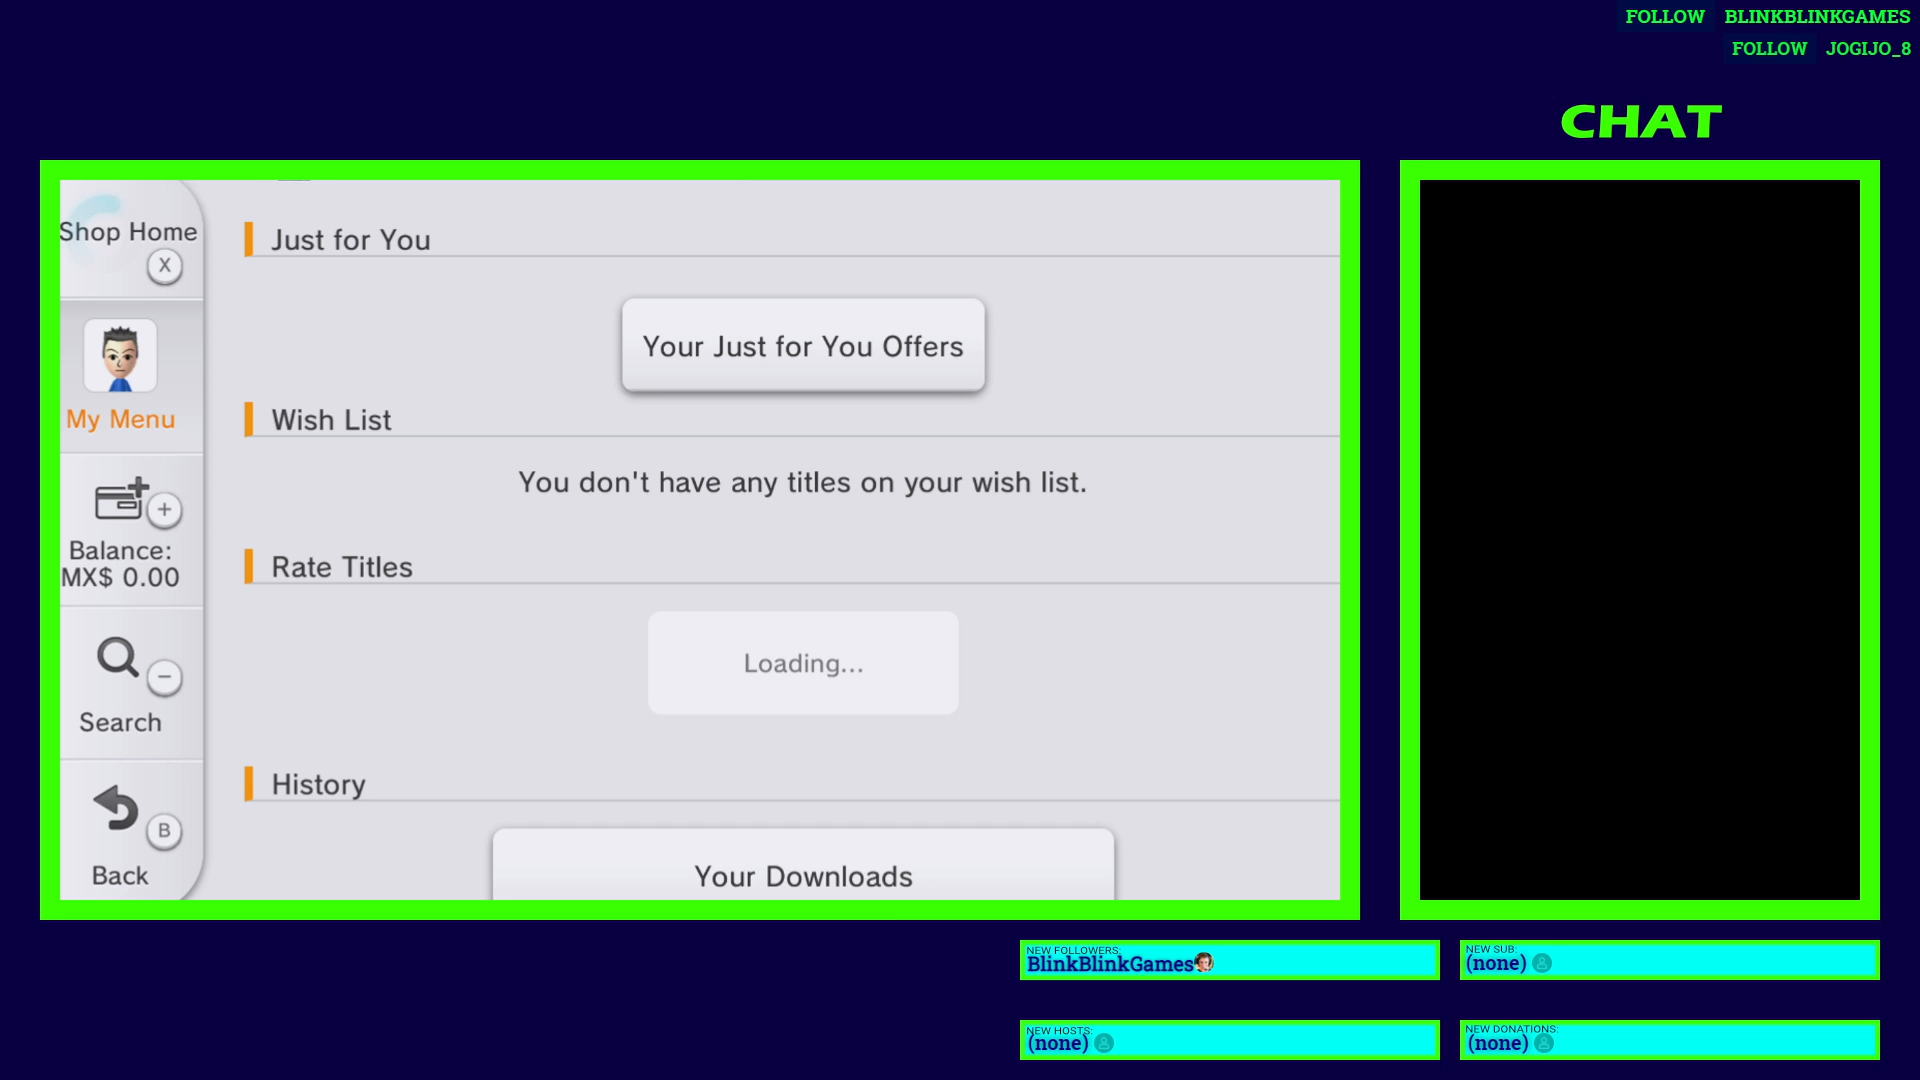 FOLLOW BLINKBLINKGAMES
FOLLOW JOGIJO_8
CHAT
Shop Home
X
My Menu
+
Balance:
MX$ 0.00
−
Search
B
Back
Just for You
Your Just for You Offers
Wish List
You don't have any titles on your wish list.
Rate Titles
Loading...
History
Your Downloads
NEW FOLLOWERS:
BlinkBlinkGames
NEW SUB:
(none)
NEW HOSTS:
(none)
NEW DONATIONS:
(none)